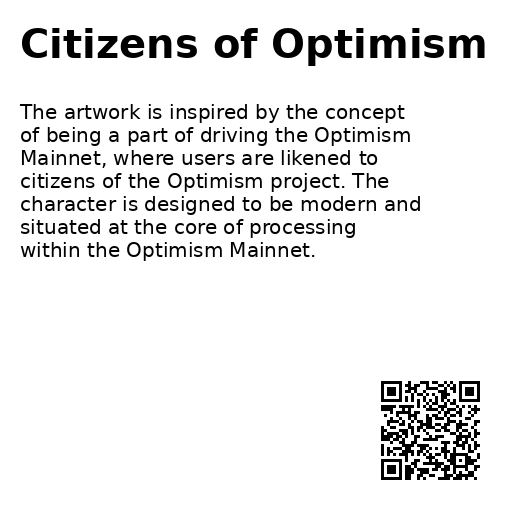 Citizens of Optimism
The artwork is inspired by the concept
of being a part of driving the Optimism
Mainnet, where users are likened to
citizens of the Optimism project. The
character is designed to be modern and
situated at the core of processing
within the Optimism Mainnet.